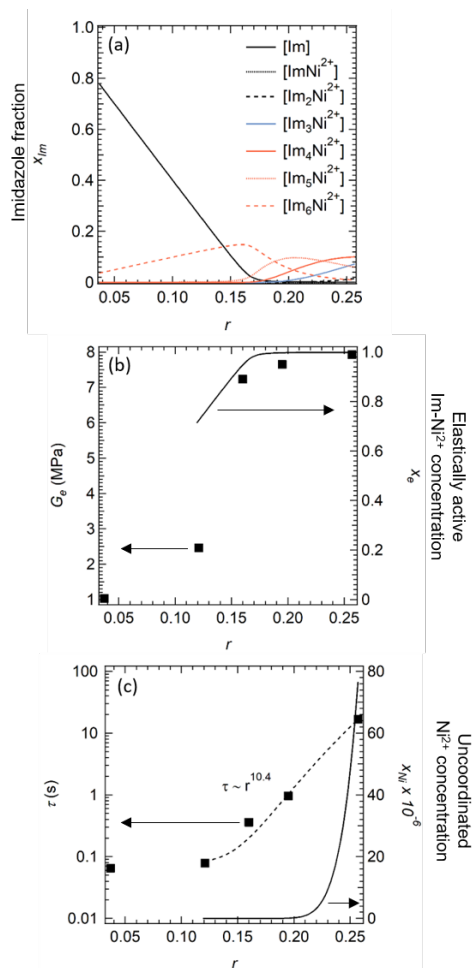 (a)
[Im]
[ImNi²⁺]
[Im₂Ni²⁺]
[Im₃Ni²⁺]
[Im₄Ni²⁺]
[Im₅Ni²⁺]
[Im₆Ni²⁺]
Imidazole fraction
x_Im
1.0
0.8
0.6
0.4
0.2
0
0.05 0.10 0.15 0.20 0.25
r
(b)
G_e (MPa)
8
7
6
5
4
3
2
1
1.0
0.8
0.6
0.4
0.2
0
x_e
Elastically active
Im-Ni²⁺ concentration
0.05 0.10 0.15 0.20 0.25
r
(c)
τ (s)
100
10
1
0.1
0.01
τ ~ r^10.4
80
60
40
20
0
x_Ni x 10⁻⁶
Uncoordinated
Ni²⁺ concentration
0.05 0.10 0.15 0.20 0.25
r